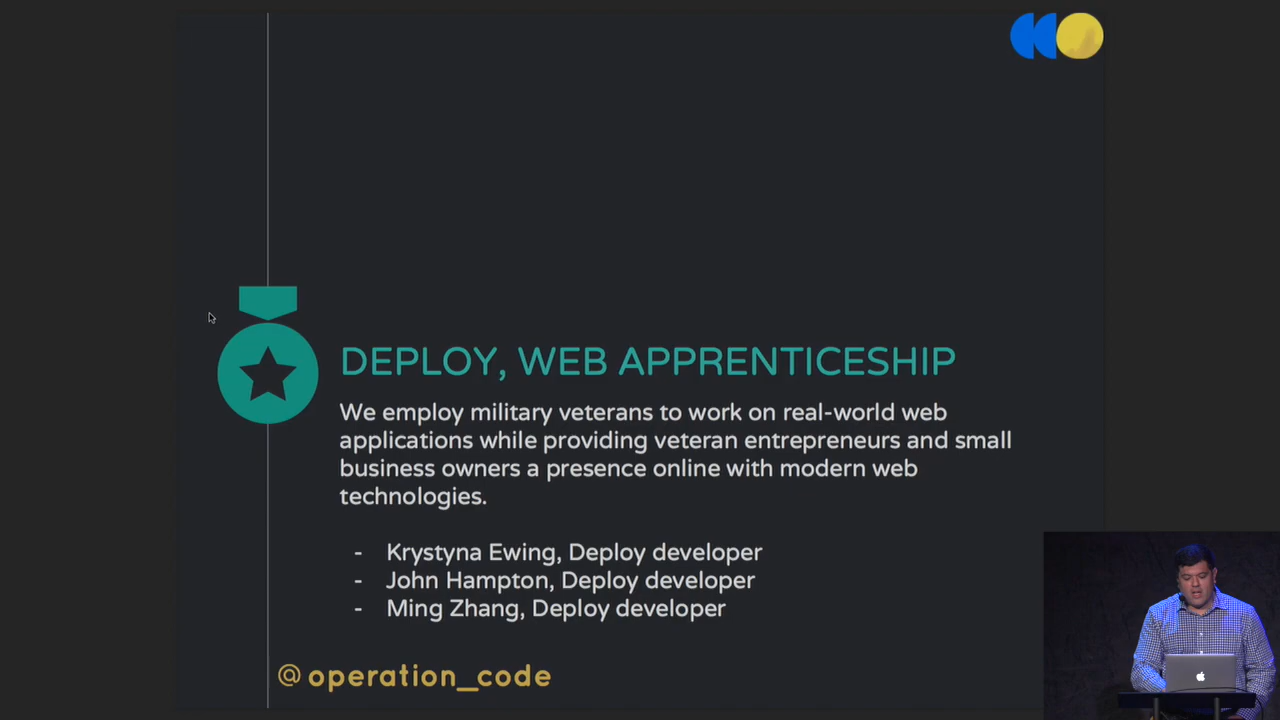 DEPLOY, WEB APPRENTICESHIP
We employ military veterans to work on real-world web
applications while providing veteran entrepreneurs and small
business owners a presence online with modern web
technologies.
- Krystyna Ewing, Deploy developer
- John Hampton, Deploy developer
- Ming Zhang, Deploy developer
@operation_code